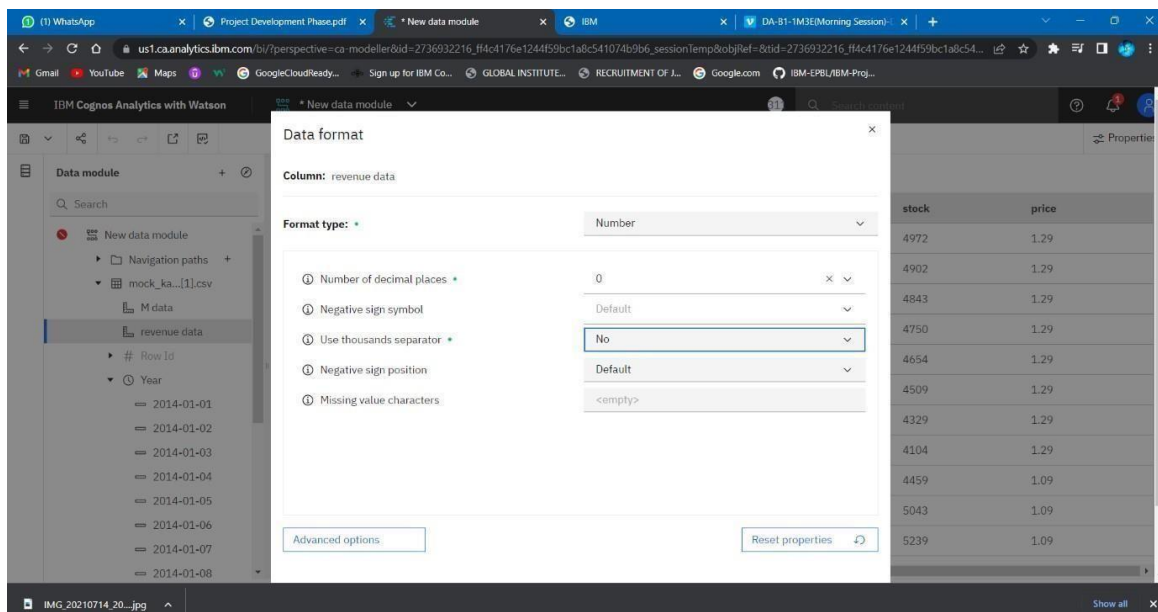 (1) WhatsApp
Project Development Phase.pdf
* New data module
IBM
DA-B1-1M3E(Morning Session)-
us1.ca.analytics.ibm.com/bi/?perspective=ca-modeller&id=2736932216_ff4c4176e1244f59bc1a8c541074b9b6_sessionTemp&objRef=&tid=2736932216_ff4c4176e1244f59bc1a8c54...
Gmail
YouTube
Maps
GoogleCloudReady...
Sign up for IBM Co...
GLOBAL INSTITUTE...
RECRUITMENT OF J...
Google.com
IBM-EPBL/IBM-Proj...
IBM Cognos Analytics with Watson
* New data module
31
Search content
1
Properties
Data module
Search
New data module
Navigation paths
mock_ka...[1].csv
M data
revenue data
# Row Id
Year
2014-01-01
2014-01-02
2014-01-03
2014-01-04
2014-01-05
2014-01-06
2014-01-07
2014-01-08
Data format
Column: revenue data
Format type: Number
Number of decimal places 0
Negative sign symbol Default
Use thousands separator No
Negative sign position Default
Missing value characters <empty>
Advanced options
Reset properties
stock price
4972 1.29
4902 1.29
4843 1.29
4750 1.29
4654 1.29
4509 1.29
4329 1.29
4104 1.29
4459 1.09
5043 1.09
5239 1.09
IMG_20210714_20....jpg
Show all